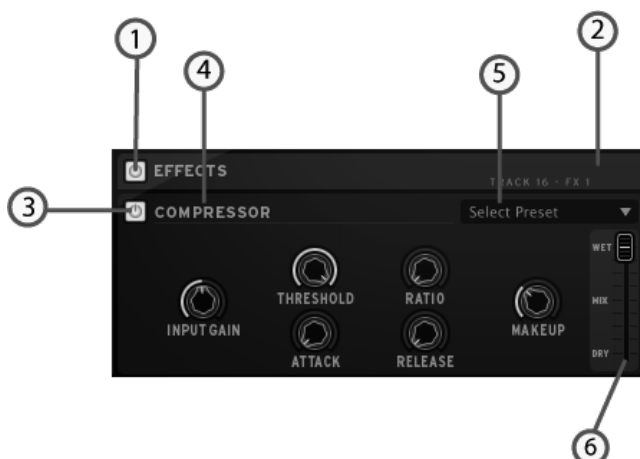 1
2
4
5
EFFECTS
TRACK 16 - FX 1
3
COMPRESSOR
Select Preset
WET
THRESHOLD
RATIO
MIX
INPUT GAIN
MAKEUP
ATTACK
RELEASE
DRY
6